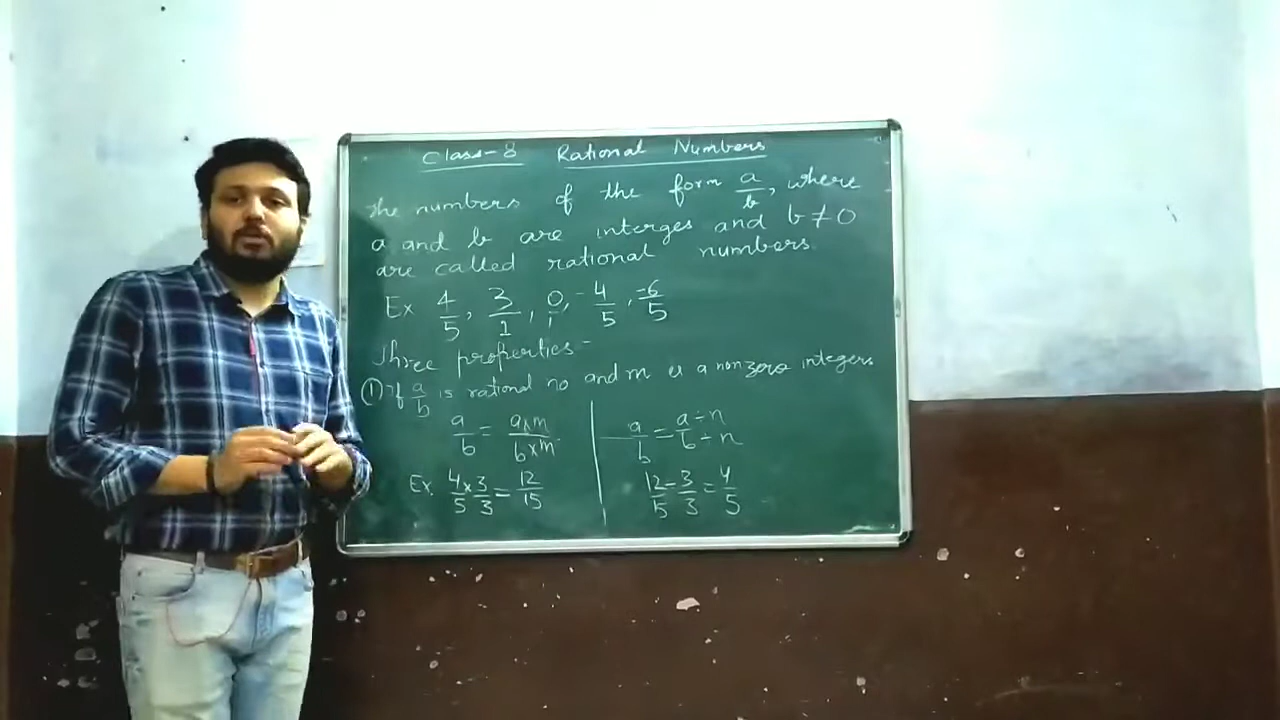 Class-8 Rational Numbers
The numbers of the form a/b, where
a and b are interges and b ≠ 0
are called rational numbers.
Ex 4/5, 3/1, 0/1, -4/5, -6/5
Three properties-
(1) If a/b is rational no and m is a nonzero integers
a/b = a×m/b×m
a/b = a÷n/b÷n
Ex. 4/5 × 3/3 = 12/15
12/5 ÷ 3/3 = 4/5